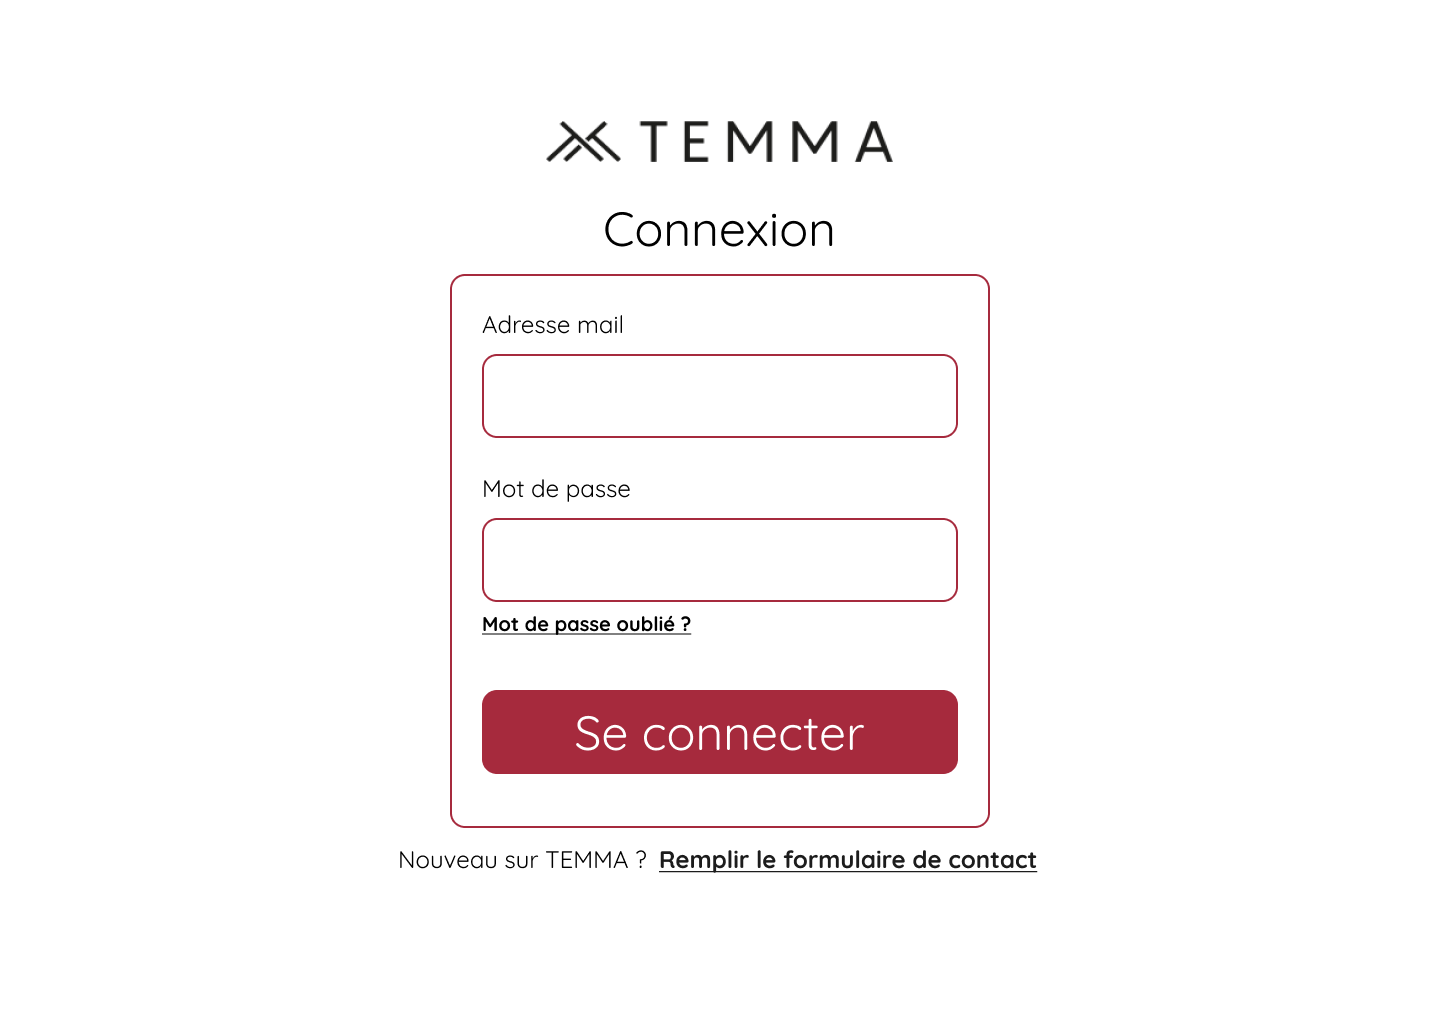 TEMMA
Connexion
Adresse mail
Mot de passe
Mot de passe oublié ?
Se connecter
Nouveau sur TEMMA ? Remplir le formulaire de contact